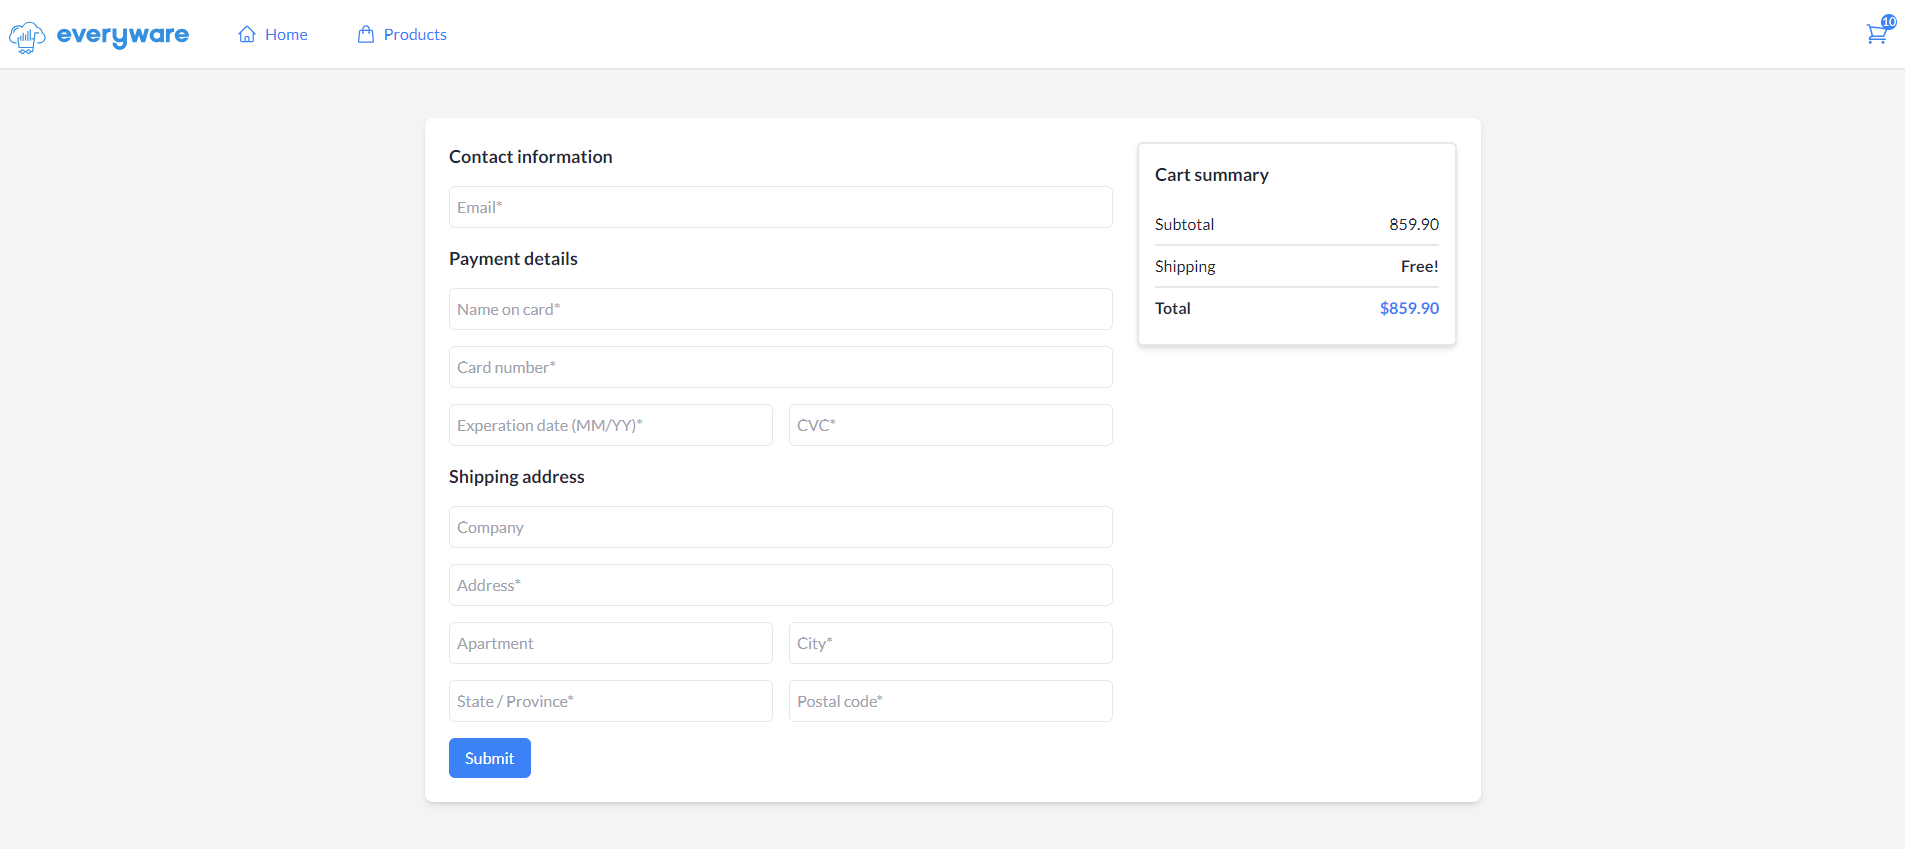 everyware
Home
Products
10
Contact information
Email*
Payment details
Name on card*
Card number*
Experation date (MM/YY)*
CVC*
Shipping address
Company
Address*
Apartment
City*
State / Province*
Postal code*
Submit
Cart summary
Subtotal 859.90
Shipping Free!
Total $859.90